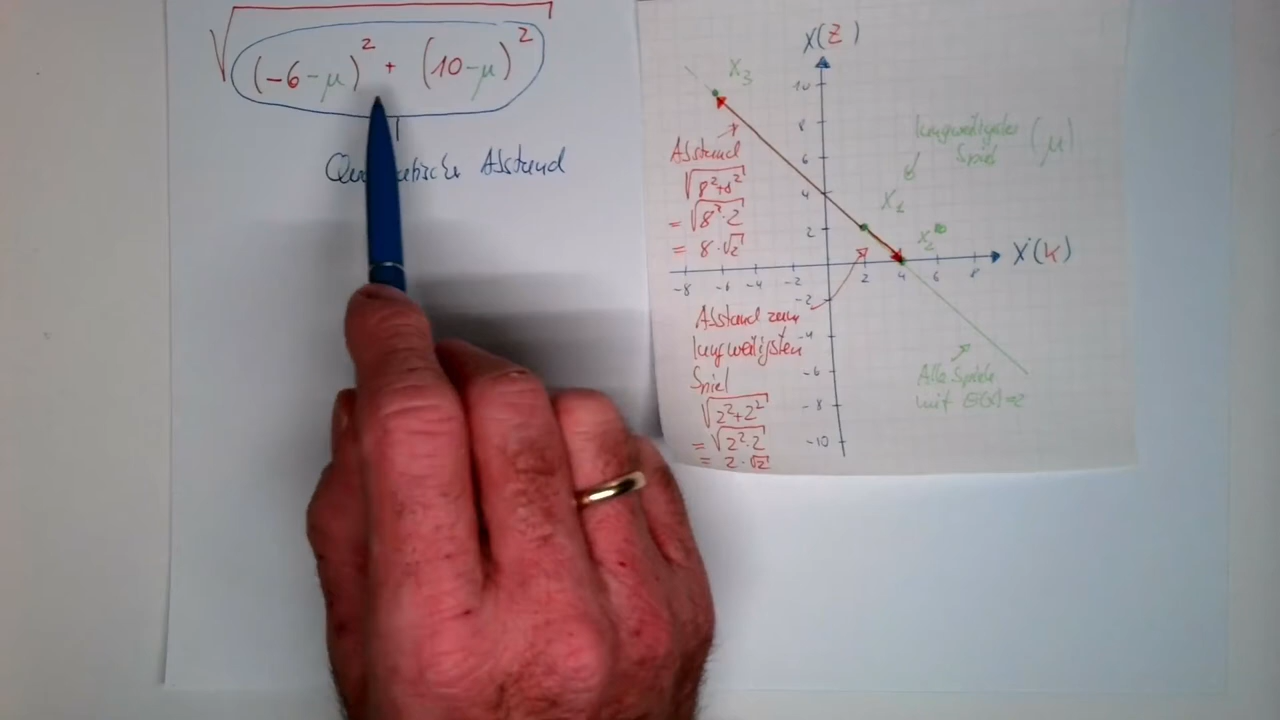 √((-6-μ)² + (10-μ)²)
Abstand
X(Z)
X₃
10
8
6
4
2
langweiligstes
Spiel (μ)
X₁
X₂
X(K)
-8 -6 -4 -2 2 4 6 8
-2
-4
-6
-8
-10
Abstand
√(8²+8²)
= √(8²·2)
= 8·√2
Abstand zum
langweiligsten
Spiel
√(2²+2²)
= √(2²·2)
= 2·√2
Alle Spiele
mit E(X)=2